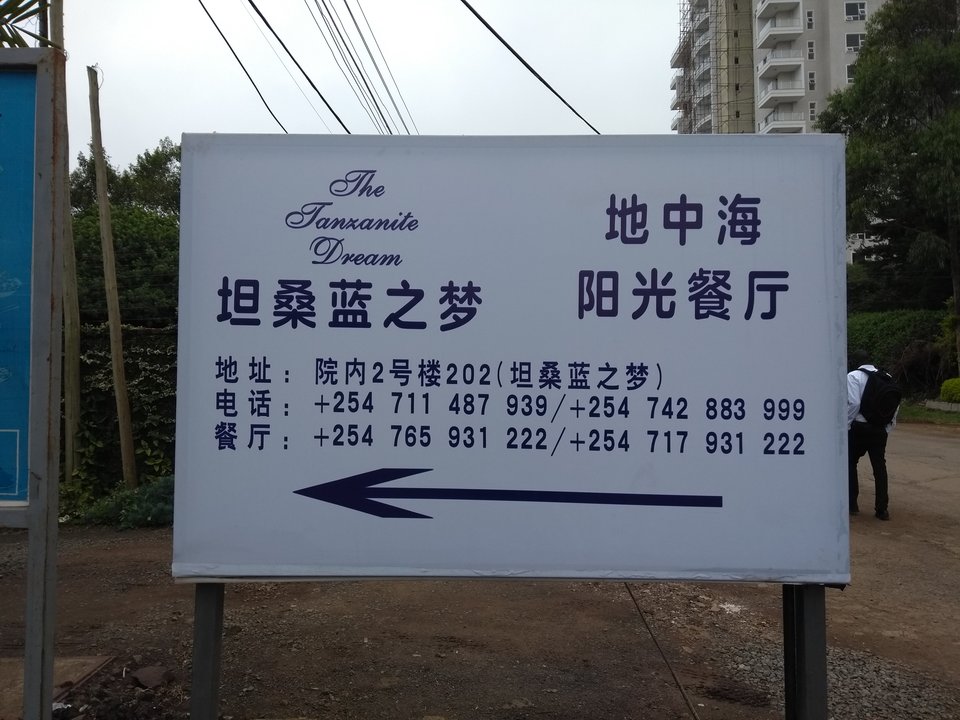 The
Tanzanite
Dream
坦桑蓝之梦
地中海
阳光餐厅
地址：院内2号楼202(坦桑蓝之梦)
电话：+254 711 487 939/+254 742 883 999
餐厅：+254 765 931 222/+254 717 931 222